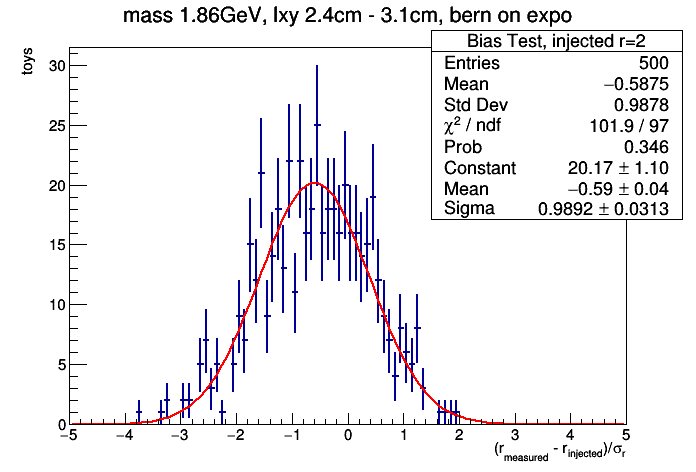 mass 1.86GeV, lxy 2.4cm - 3.1cm, bern on expo
Bias Test, injected r=2
Entries 500
Mean −0.5875
Std Dev 0.9878
χ² / ndf 101.9 / 97
Prob 0.346
Constant 20.17 ± 1.10
Mean −0.59 ± 0.04
Sigma 0.9892 ± 0.0313
toys
30
25
20
15
10
5
0
−5 −4 −3 −2 −1 0 1 2 3 4 5
(r_measured - r_injected)/σ_r